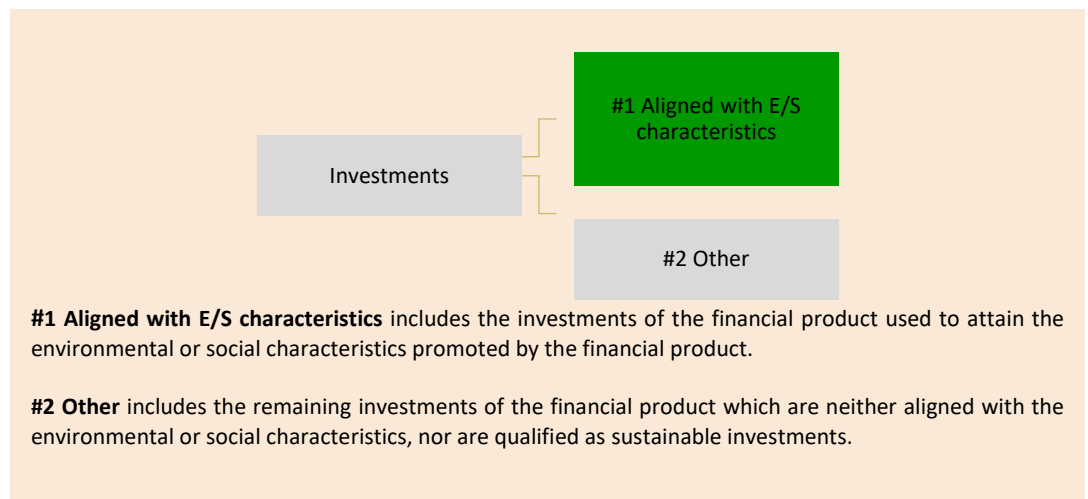 #1 Aligned with E/S
characteristics
Investments
#2 Other
#1 Aligned with E/S characteristics includes the investments of the financial product used to attain the
environmental or social characteristics promoted by the financial product.
#2 Other includes the remaining investments of the financial product which are neither aligned with the
environmental or social characteristics, nor are qualified as sustainable investments.